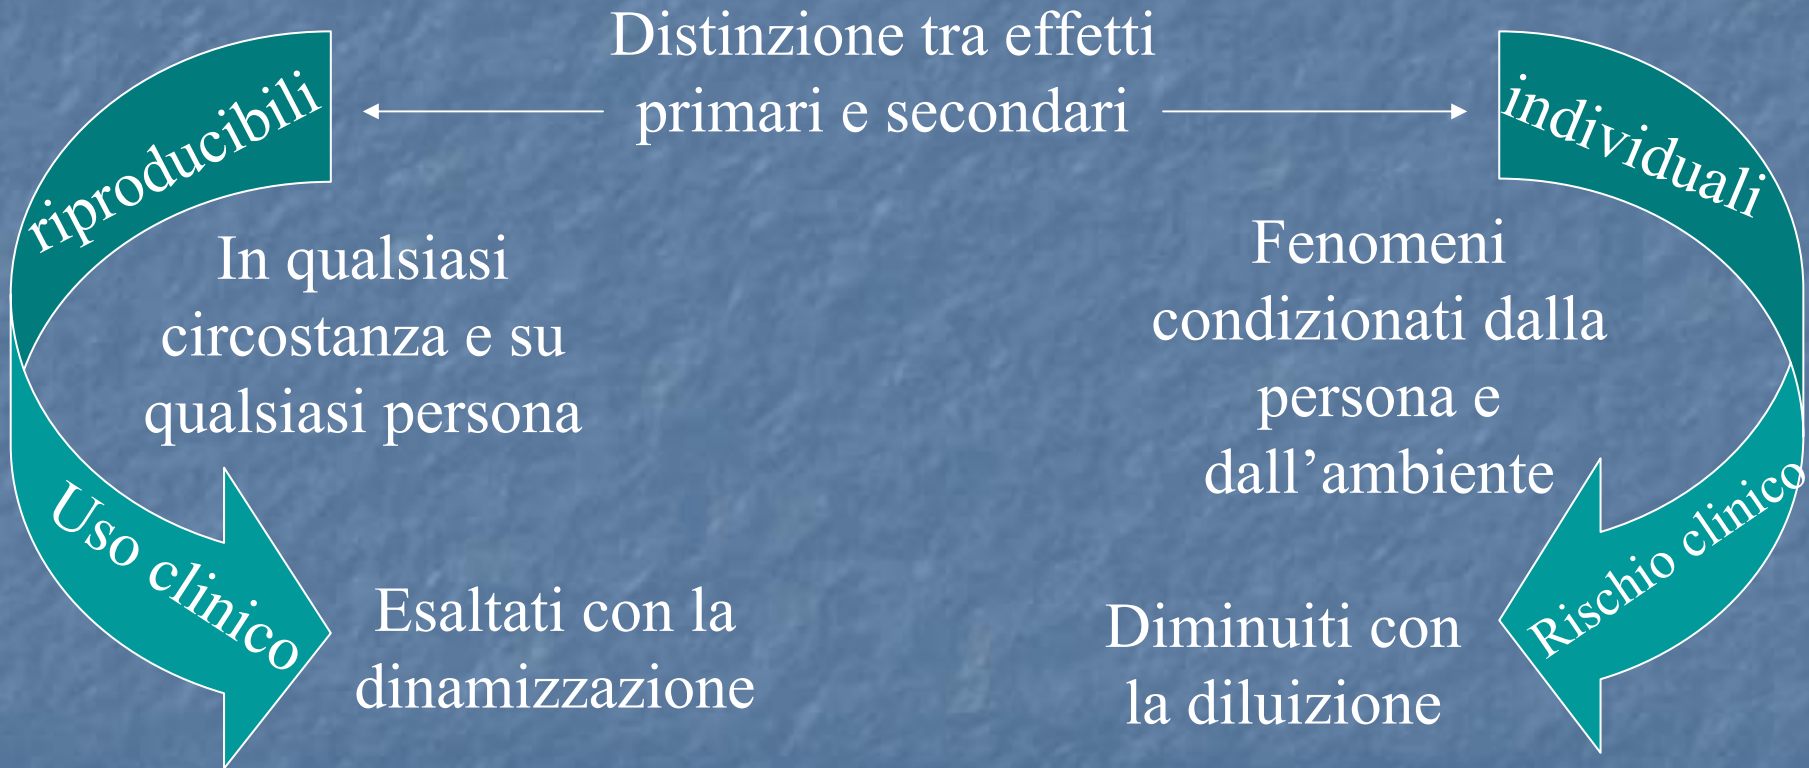 Distinzione tra effetti
primari e secondari
riproducibili
In qualsiasi
circostanza e su
qualsiasi persona
Uso clinico
Esaltati con la
dinamizzazione
individuali
Fenomeni
condizionati dalla
persona e
dall’ambiente
Rischio clinico
Diminuiti con
la diluizione